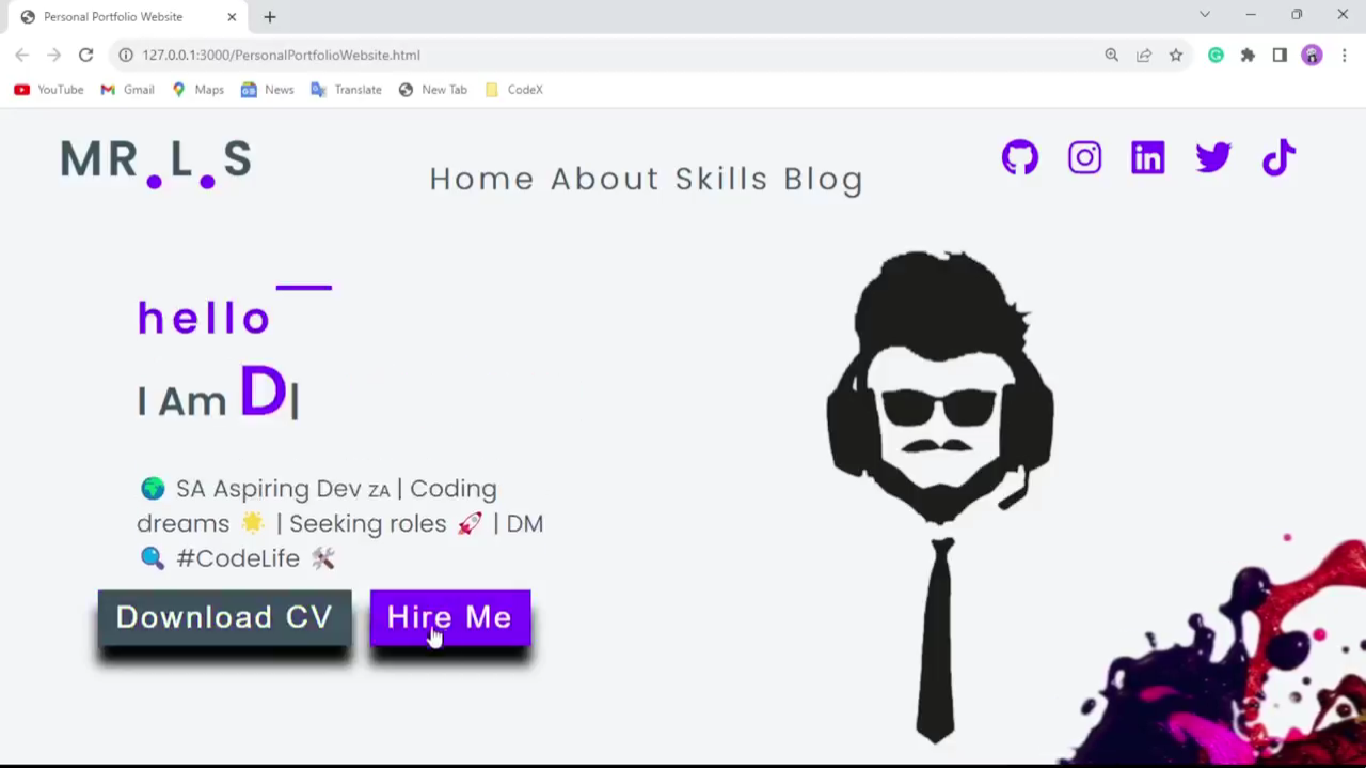 Personal Portfolio Website
127.0.0.1:3000/PersonalPortfolioWebsite.html
YouTube Gmail Maps News Translate New Tab CodeX
MR.L.S
Home About Skills Blog
hello
I Am D|
🌍 SA Aspiring Dev ZA | Coding
dreams 🌟 | Seeking roles 🚀 | DM
🔍 #CodeLife 🛠️
Download CV Hire Me